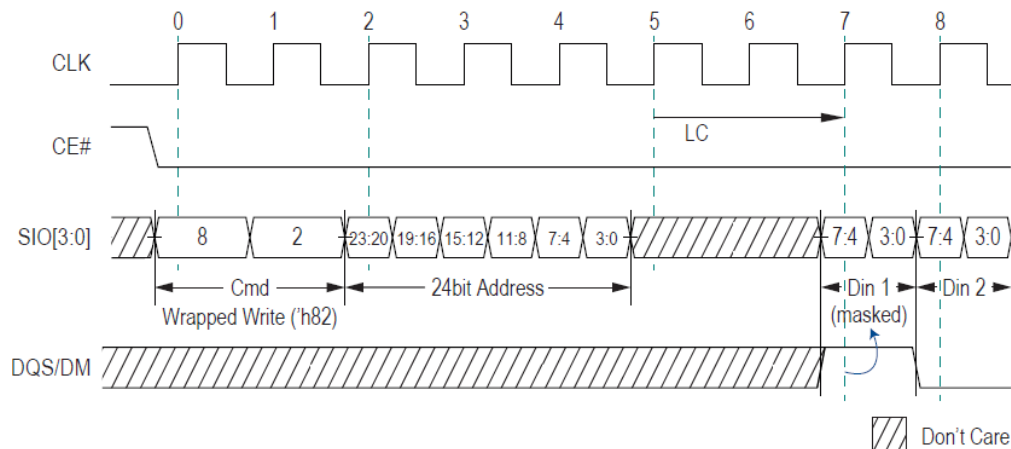 0 1 2 3 4 5 6 7 8
CLK
LC
CE#
SIO[3:0] 8 2 23:20 19:16 15:12 11:8 7:4 3:0 7:4 3:0 7:4 3:0
Cmd 24bit Address Din 1 Din 2
Wrapped Write ('h82) (masked)
DQS/DM
Don't Care